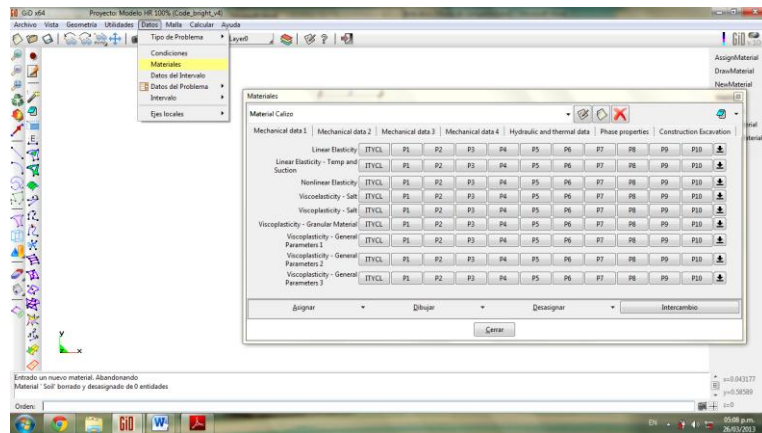 GiD x64 Proyecto: Modelo HR 100% (Code_bright_v4)
Archivo Vista Geometría Utilidades Datos Malla Calcular Ayuda
Layer0
Tipo de Problema
Condiciones
Materiales
Datos del Intervalo
Datos del Problema
Intervalo
Ejes locales
AssignMaterial
DrawMaterial
NewMaterial
Materiales
Material Calizo
Mechanical data 1 Mechanical data 2 Mechanical data 3 Mechanical data 4 Hydraulic and thermal data Phase properties Construction Excavation
Linear Elasticity ITYCL P1 P2 P3 P4 P5 P6 P7 P8 P9 P10
Linear Elasticity - Temp and Suction ITYCL P1 P2 P3 P4 P5 P6 P7 P8 P9 P10
Nonlinear Elasticity ITYCL P1 P2 P3 P4 P5 P6 P7 P8 P9 P10
Viscoelasticity - Salt ITYCL P1 P2 P3 P4 P5 P6 P7 P8 P9 P10
Viscoplasticity - Salt ITYCL P1 P2 P3 P4 P5 P6 P7 P8 P9 P10
Viscoplasticity - Granular Material ITYCL P1 P2 P3 P4 P5 P6 P7 P8 P9 P10
Viscoplasticity - General Parameters 1 ITYCL P1 P2 P3 P4 P5 P6 P7 P8 P9 P10
Viscoplasticity - General Parameters 2 ITYCL P1 P2 P3 P4 P5 P6 P7 P8 P9 P10
Viscoplasticity - General Parameters 3 ITYCL P1 P2 P3 P4 P5 P6 P7 P8 P9 P10
Asignar Dibujar Desasignar Intercambio
Cerrar
y
x
Entrado un nuevo material. Abandonando
Material 'Soil' borrado y desasignado de 0 entidades
x=0.043177
y=0.58589
z=0
Orden:
GiD W EN 05:08 p.m.
26/03/2013